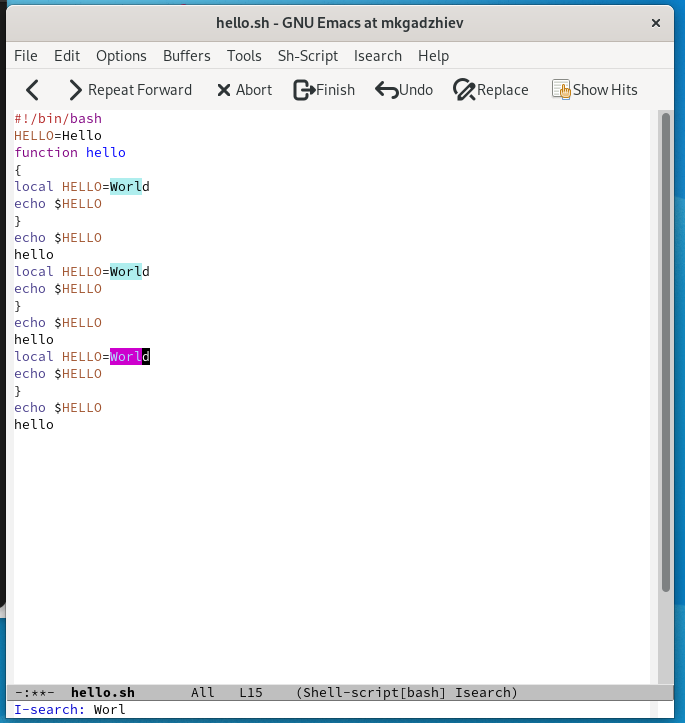 hello.sh - GNU Emacs at mkgadzhiev ×
File Edit Options Buffers Tools Sh-Script Isearch Help
Repeat Forward Abort Finish Undo Replace Show Hits
#!/bin/bash
HELLO=Hello
function hello
{
local HELLO=World
echo $HELLO
}
echo $HELLO
hello
local HELLO=World
echo $HELLO
}
echo $HELLO
hello
local HELLO=World
echo $HELLO
}
echo $HELLO
hello
-:**- hello.sh All L15 (Shell-script[bash] Isearch)
I-search: Worl